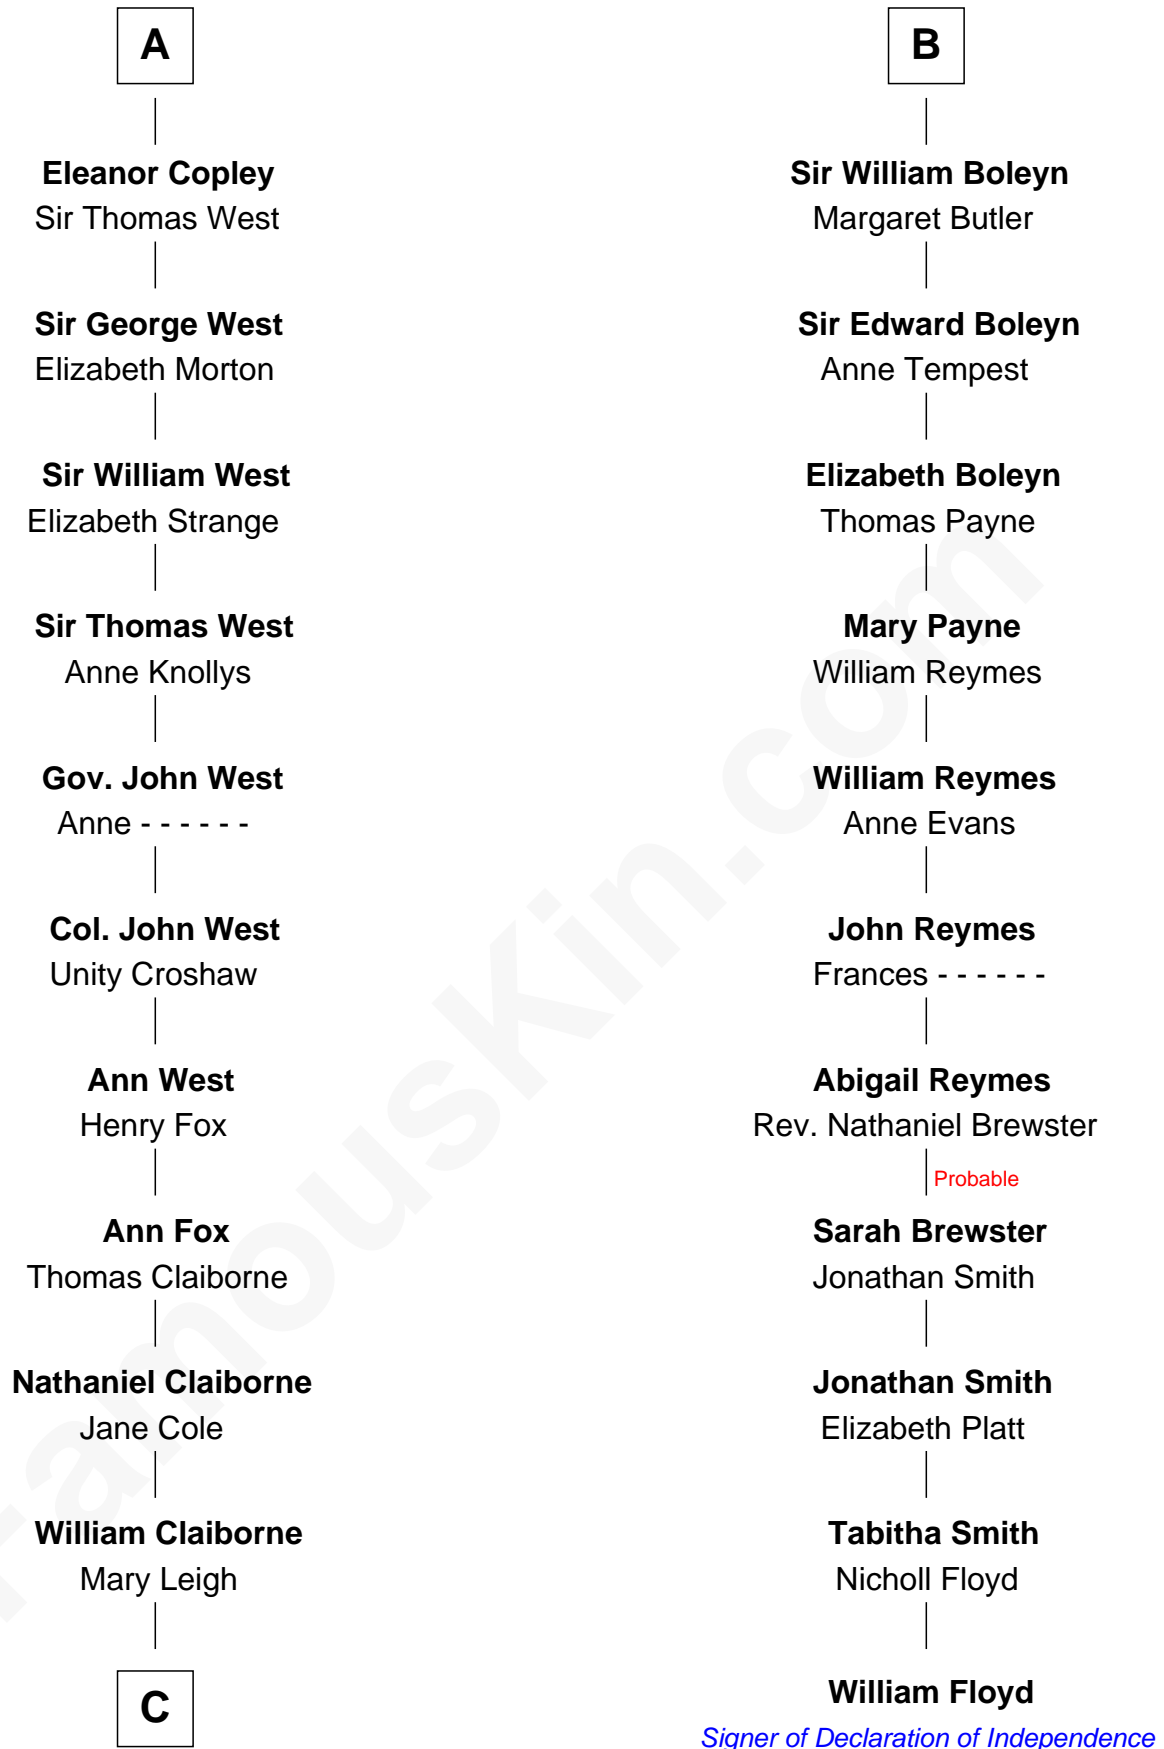 A
Eleanor Copley
Sir Thomas West
Sir George West
Elizabeth Morton
Sir William West
Elizabeth Strange
Sir Thomas West
Anne Knollys
Gov. John West
Anne - - - - - -
Col. John West
Unity Croshaw
Ann West
Henry Fox
Ann Fox
Thomas Claiborne
Nathaniel Claiborne
Jane Cole
William Claiborne
Mary Leigh
C
B
Sir William Boleyn
Margaret Butler
Sir Edward Boleyn
Anne Tempest
Elizabeth Boleyn
Thomas Payne
Mary Payne
William Reymes
William Reymes
Anne Evans
John Reymes
Frances - - - - - -
Abigail Reymes
Rev. Nathaniel Brewster
Probable
Sarah Brewster
Jonathan Smith
Jonathan Smith
Elizabeth Platt
Tabitha Smith
Nicholl Floyd
William Floyd
Signer of Declaration of Independence
FamousKin.com